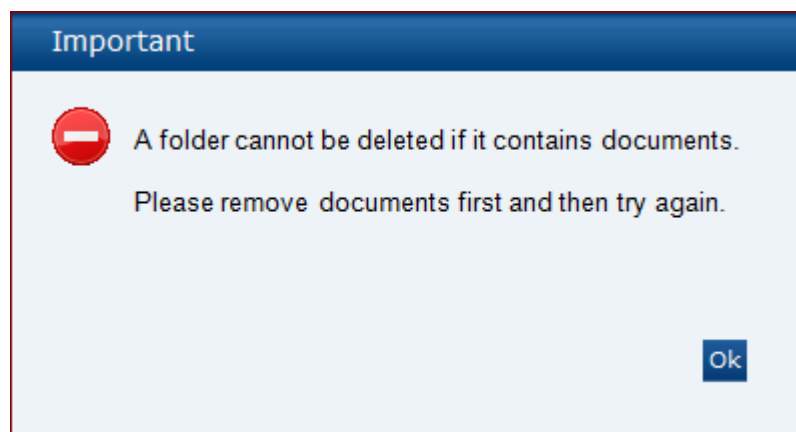 Important
A folder cannot be deleted if it contains documents.
Please remove documents first and then try again.
Ok